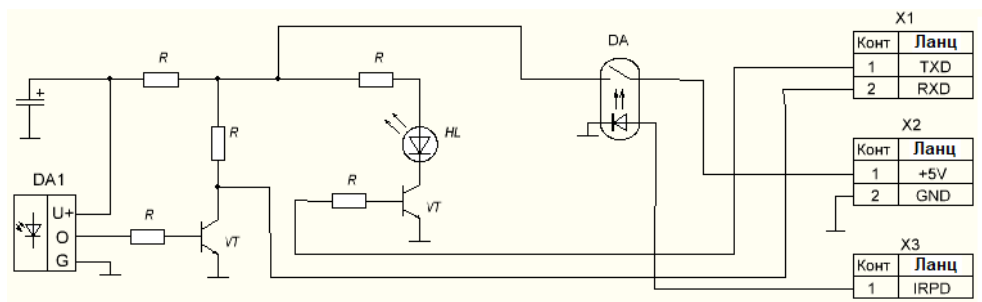 X1
Конт Ланц
1 TXD
2 RXD
DA
R
R
+
R
HL
X2
Конт Ланц
1 +5V
2 GND
DA1
U+
O
G
R
VT
R
VT
X3
Конт Ланц
1 IRPD